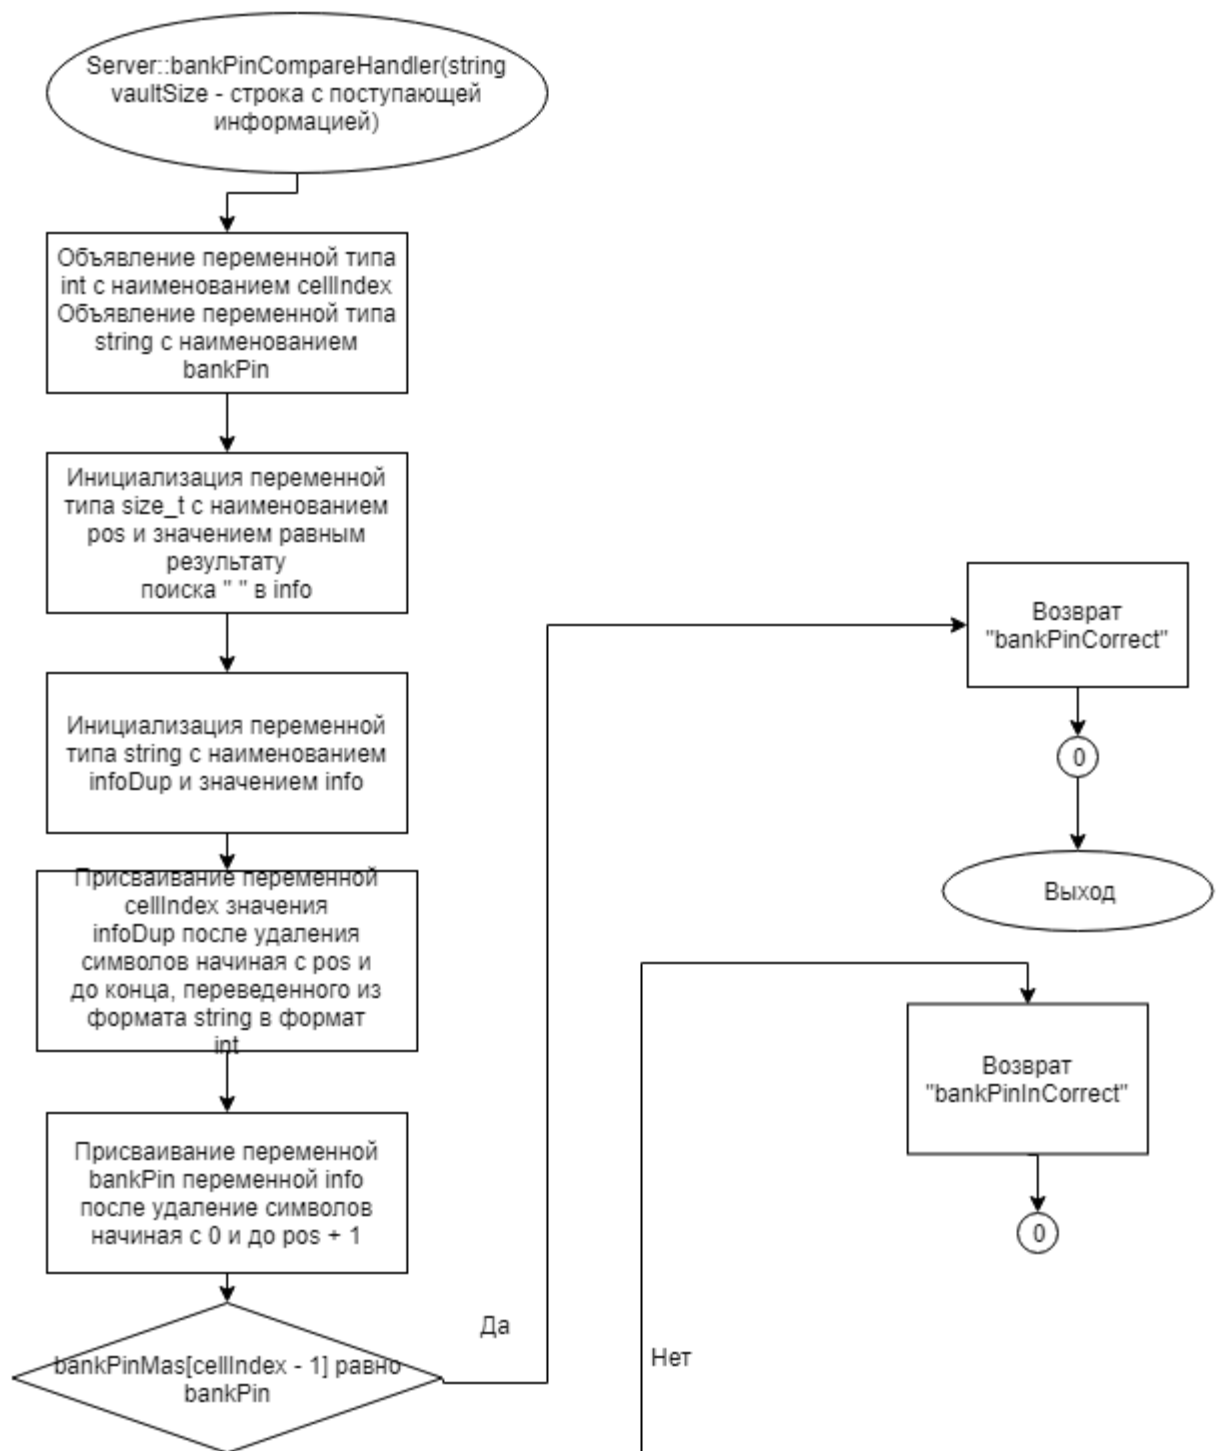 Server::bankPinCompareHandler(string
vaultSize - строка с поступающей
информацией)
Объявление переменной типа
int с наименованием cellIndex
Объявление переменной типа
string с наименованием
bankPin
Инициализация переменной
типа size_t с наименованием
pos и значением равным
результату
поиска " " в info
Инициализация переменной
типа string с наименованием
infoDup и значением info
Присваивание переменной
cellIndex значения
infoDup после удаления
символов начиная с pos и
до конца, переведенного из
формата string в формат
int
Присваивание переменной
bankPin переменной info
после удаление символов
начиная с 0 и до pos + 1
bankPinMas[cellIndex - 1] равно
bankPin
Да
Возврат
"bankPinCorrect"
0
Выход
Нет
Возврат
"bankPinInCorrect"
0